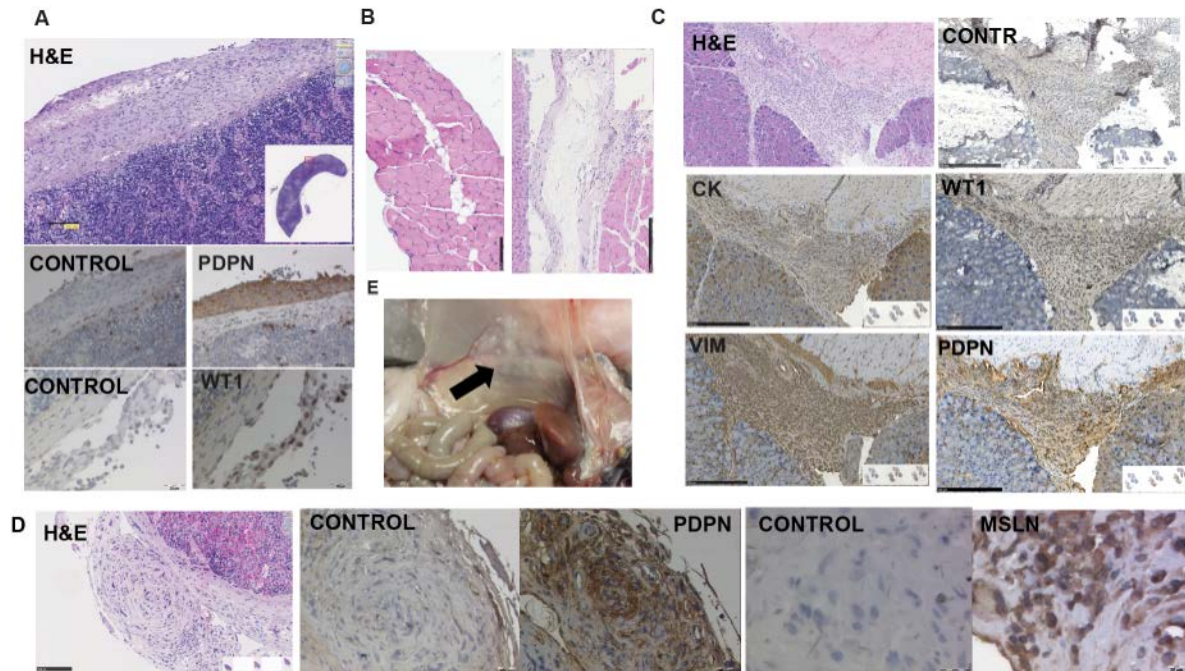 A
H&E
CONTROL
PDPN
CONTROL
WT1
B
E
C
H&E
CONTR
CK
WT1
VIM
PDPN
D
H&E
CONTROL
PDPN
CONTROL
MSLN